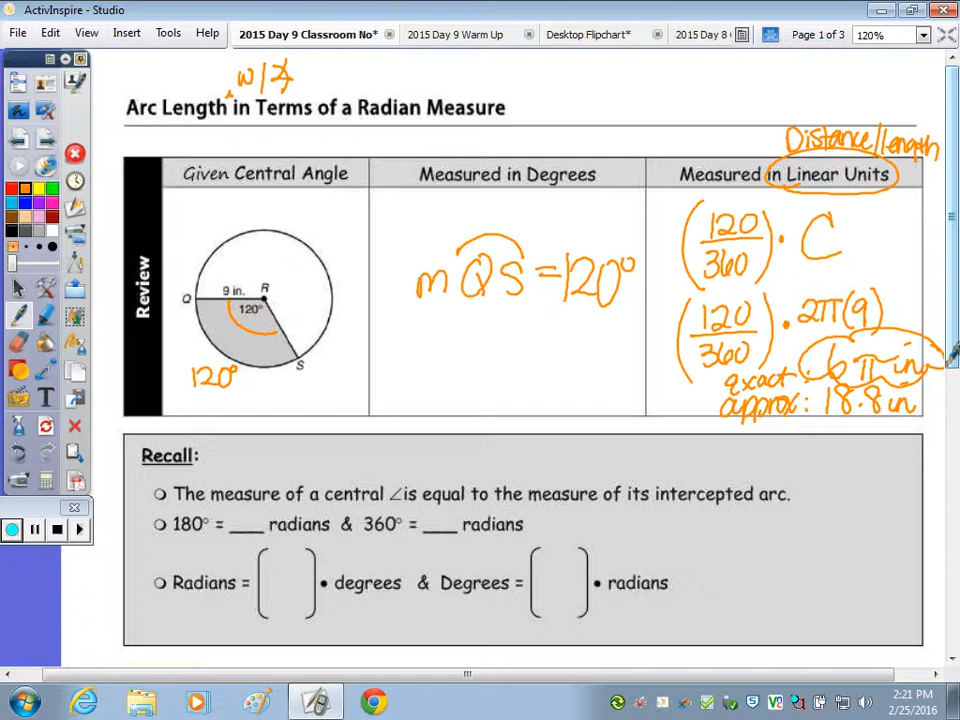 ActivInspire - Studio
File Edit View Insert Tools Help
2015 Day 9 Classroom No* 2015 Day 9 Warm Up Desktop Flipchart* 2015 Day 8 Page 1 of 3 120%
w/
Arc Length in Terms of a Radian Measure
Distance/length
Review
Given Central Angle Measured in Degrees Measured in Linear Units
Q 9 in. R
120°
S
120°
m QS = 120°
(120/360) · C
(120/360) · 2π(9)
exact: 6π in
approx: 18.8 in
Recall:
The measure of a central ∠ is equal to the measure of its intercepted arc.
180° = ___ radians & 360° = ___ radians
Radians = ( ) • degrees & Degrees = ( ) • radians
2:21 PM
2/25/2016